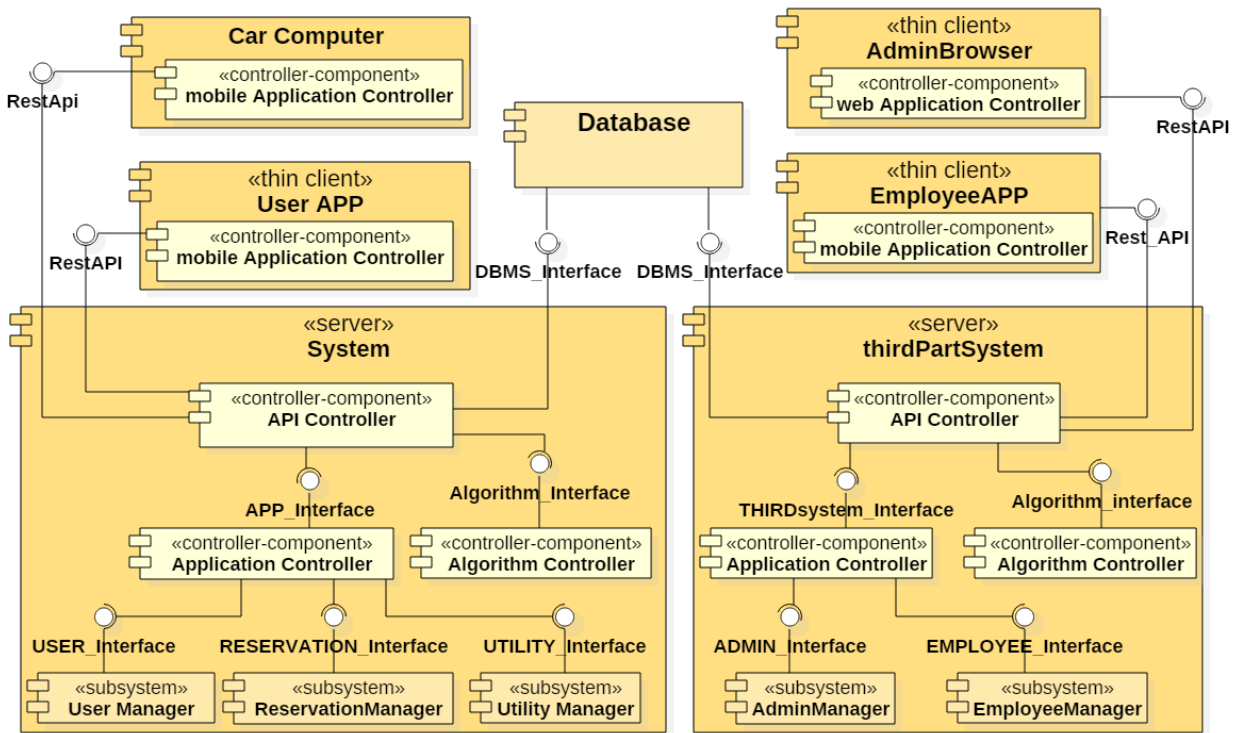 Car Computer
«controller-component»
mobile Application Controller
RestApi
«thin client»
User APP
«controller-component»
mobile Application Controller
RestAPI
Database
DBMS_Interface
DBMS_Interface
«thin client»
AdminBrowser
«controller-component»
web Application Controller
RestAPI
«thin client»
EmployeeAPP
«controller-component»
mobile Application Controller
Rest_API
«server»
System
«controller-component»
API Controller
APP_Interface
Algorithm_Interface
«controller-component»
Application Controller
«controller-component»
Algorithm Controller
USER_Interface
RESERVATION_Interface
UTILITY_Interface
«subsystem»
User Manager
«subsystem»
ReservationManager
«subsystem»
Utility Manager
«server»
thirdPartSystem
«controller-component»
API Controller
THIRDsystem_Interface
Algorithm_interface
«controller-component»
Application Controller
«controller-component»
Algorithm Controller
ADMIN_Interface
EMPLOYEE_Interface
«subsystem»
AdminManager
«subsystem»
EmployeeManager